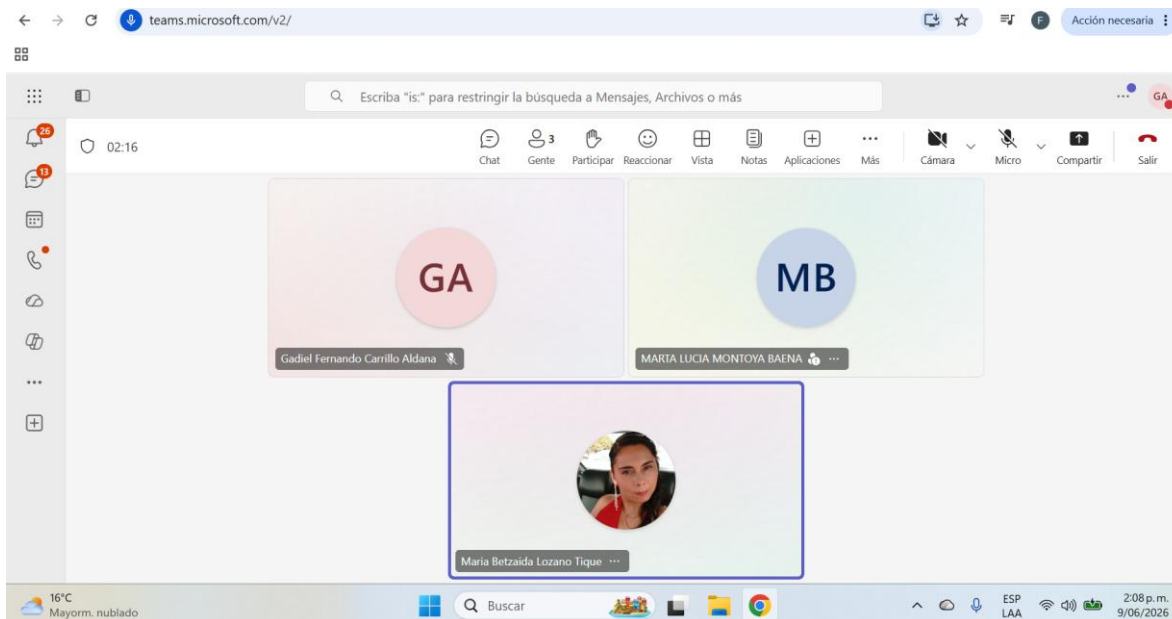 teams.microsoft.com/v2/
F
Acción necesaria
Escriba "is:" para restringir la búsqueda a Mensajes, Archivos o más
GA
26
02:16
3
Chat
Gente
Participar
Reaccionar
Vista
Notas
Aplicaciones
Más
Cámara
Micro
Compartir
Salir
13
GA
MB
Gadiel Fernando Carrillo Aldana
MARTA LUCIA MONTOYA BAENA
Maria Betzaida Lozano Tique
16°C
Mayorm. nublado
Buscar
ESP
LAA
2:08 p. m.
9/06/2026